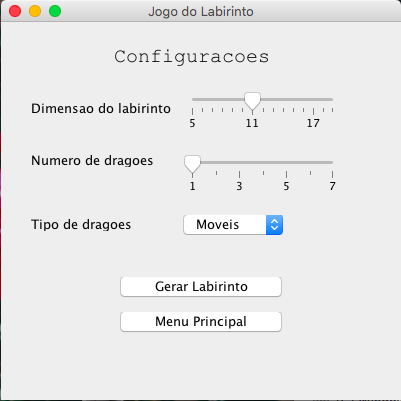 Jogo do Labirinto
Configuracoes
Dimensao do labirinto
5 11 17
Numero de dragoes
1 3 5 7
Tipo de dragoes Moveis
Gerar Labirinto
Menu Principal